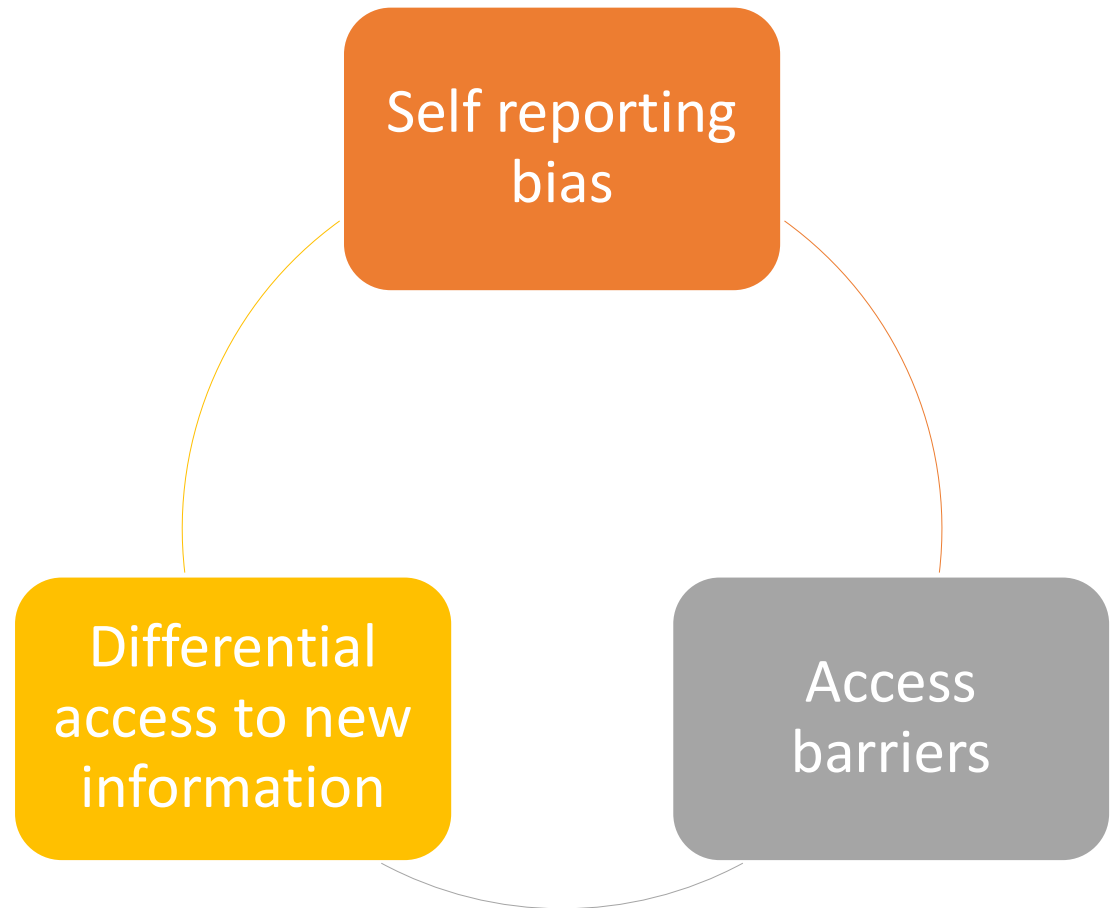 Self reporting
bias
Differential
access to new
information
Access
barriers